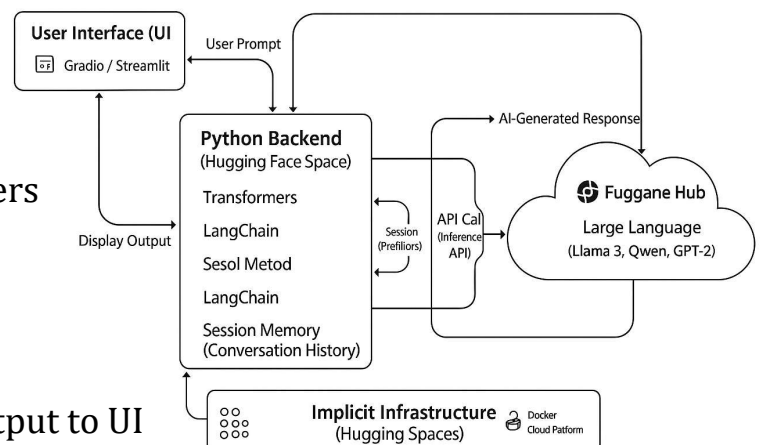 User Interface (UI
Gradio / Streamlit
User Prompt
AI-Generated Response
Python Backend
(Hugging Face Space)
Transformers
LangChain
Sesol Metod
LangChain
Session Memory
(Conversation History)
ers
Display Output
Session
(Prefiliors)
API Cal
(Inference
API)
Fuggane Hub
Large Language
(Llama 3, Qwen, GPT-2)
tput to UI
Implicit Infrastructure
(Hugging Spaces)
Docker
Cloud Patform